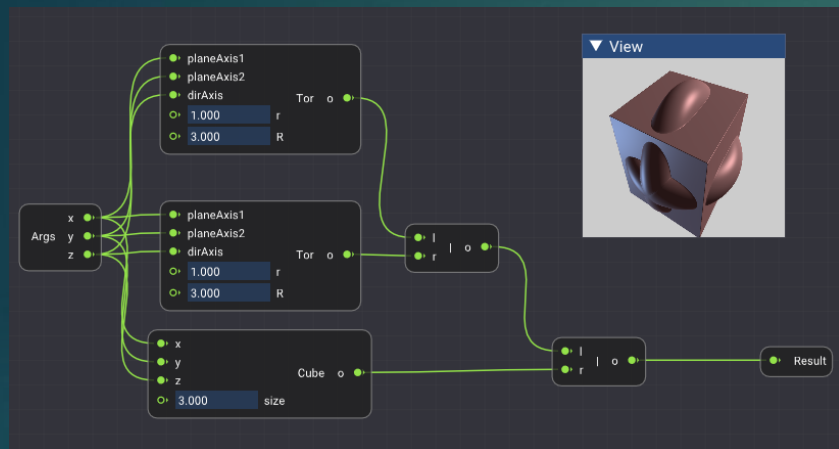 planeAxis1
planeAxis2
dirAxis
Tor o
1.000 r
3.000 R
View
Args
x
y
z
planeAxis1
planeAxis2
dirAxis
Tor o
1.000 r
3.000 R
l
| o
r
x
y
z
Cube o
3.000 size
l
| o
r
Result